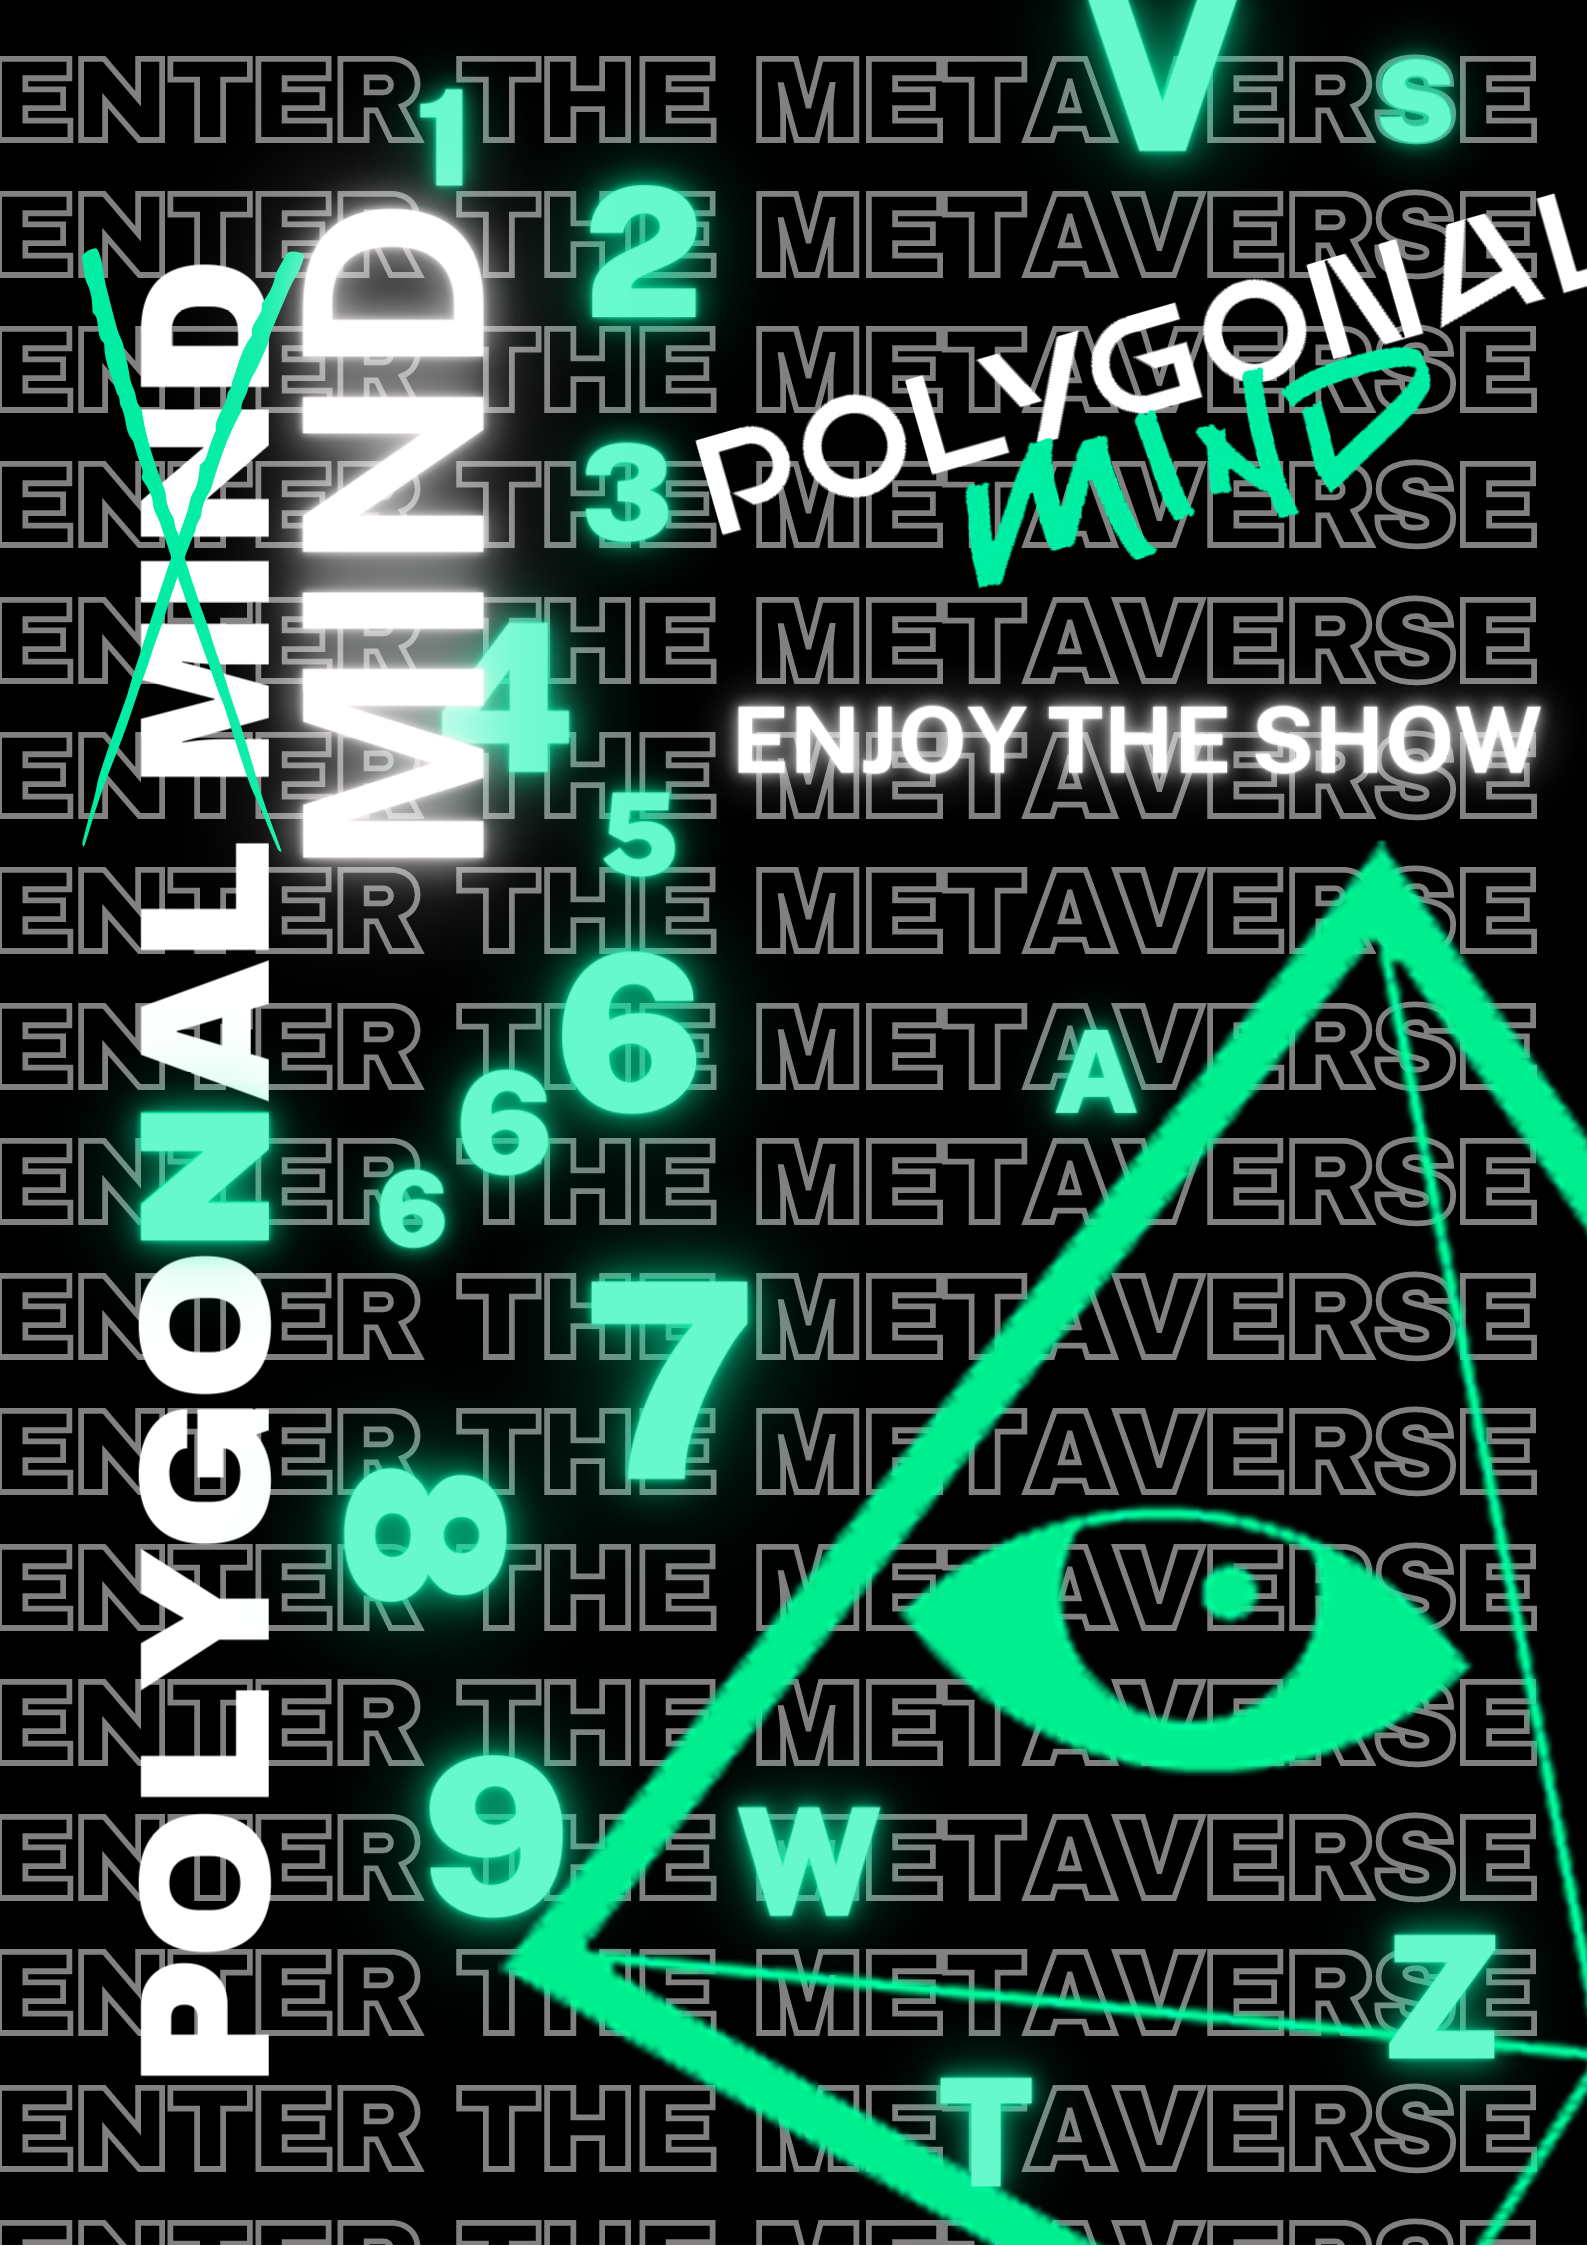 V
ENTER THE METAVERSE
S
1
ENTER THE METAVERSE
2
POLYGONAL
MIND
ENTER THE METAVERSE
3
ENTER THE METAVERSE
4
ENTER THE METAVERSE
ENJOY THE SHOW
ENTER THE METAVERSE
5
ENTER THE METAVERSE
6
ENTER THE METAVERSE
A
6
ENTER THE METAVERSE
6
ENTER THE METAVERSE
7
ENTER THE METAVERSE
8
ENTER THE METAVERSE
ENTER THE METAVERSE
9
W
ENTER THE METAVERSE
Z
ENTER THE METAVERSE
T
ENTER THE METAVERSE
ENTER THE METAVERSE
POLYGONAL MIND
MIND